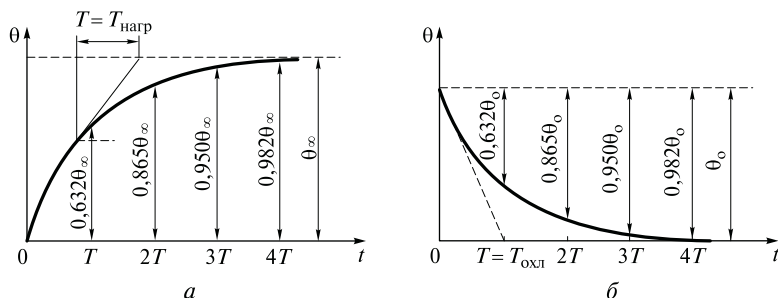 T = Tнагр
θ
0,632θ∞
0,865θ∞
0,950θ∞
0,982θ∞
θ∞
0
T
2T
3T
4T
t
а
θ
0,632θо
0,865θо
0,950θо
0,982θо
θо
0
T = Tохл
2T
3T
4T
t
б